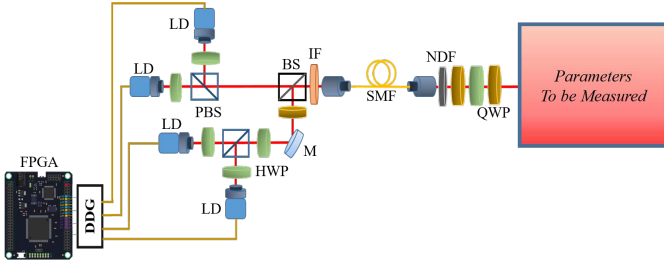 LD
LD
PBS
BS
IF
SMF
NDF
QWP
Parameters
To be Measured
LD
HWP
M
LD
FPGA
DDG